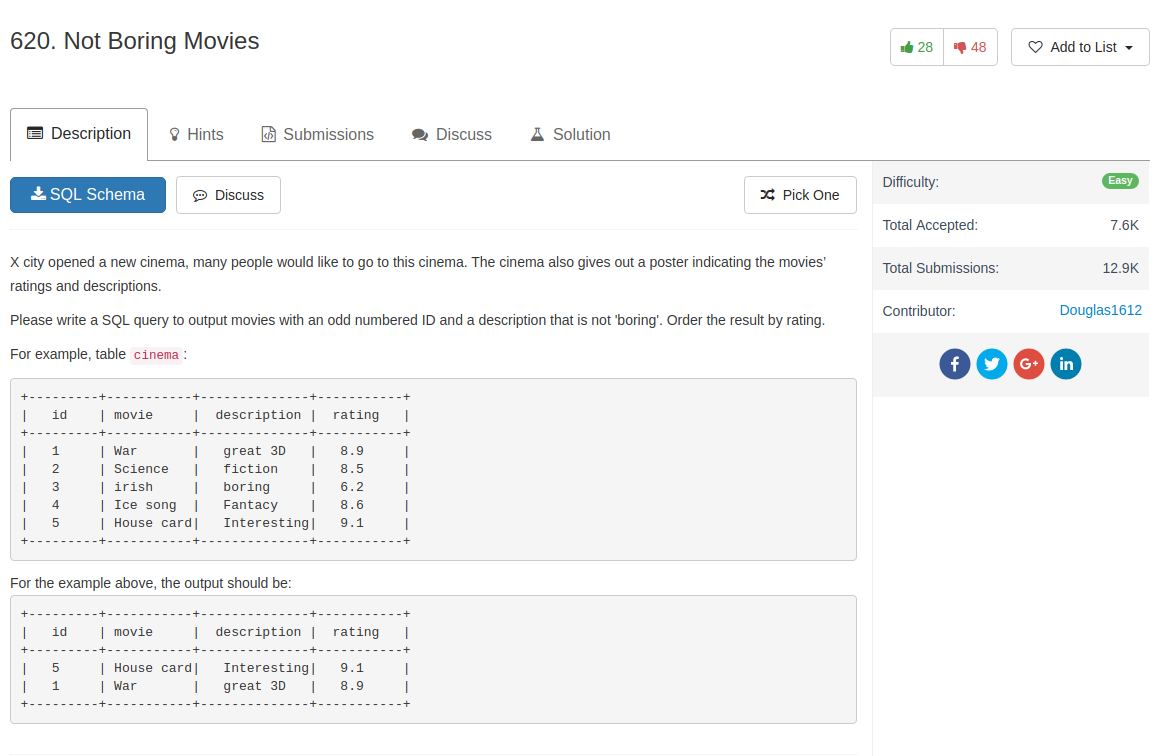 620. Not Boring Movies
28 48 Add to List
Description Hints Submissions Discuss Solution
SQL Schema Discuss Pick One
X city opened a new cinema, many people would like to go to this cinema. The cinema also gives out a poster indicating the movies’
ratings and descriptions.
Please write a SQL query to output movies with an odd numbered ID and a description that is not 'boring'. Order the result by rating.
For example, table cinema :
+---------+-----------+--------------+-----------+
|   id    | movie     |  description |  rating   |
+---------+-----------+--------------+-----------+
|   1     | War       |   great 3D   |   8.9     |
|   2     | Science   |   fiction    |   8.5     |
|   3     | irish     |   boring     |   6.2     |
|   4     | Ice song  |   Fantacy    |   8.6     |
|   5     | House card|   Interesting|   9.1     |
+---------+-----------+--------------+-----------+
For the example above, the output should be:
+---------+-----------+--------------+-----------+
|   id    | movie     |  description |  rating   |
+---------+-----------+--------------+-----------+
|   5     | House card|   Interesting|   9.1     |
|   1     | War       |   great 3D   |   8.9     |
+---------+-----------+--------------+-----------+
Difficulty: Easy
Total Accepted: 7.6K
Total Submissions: 12.9K
Contributor: Douglas1612
f G+ in